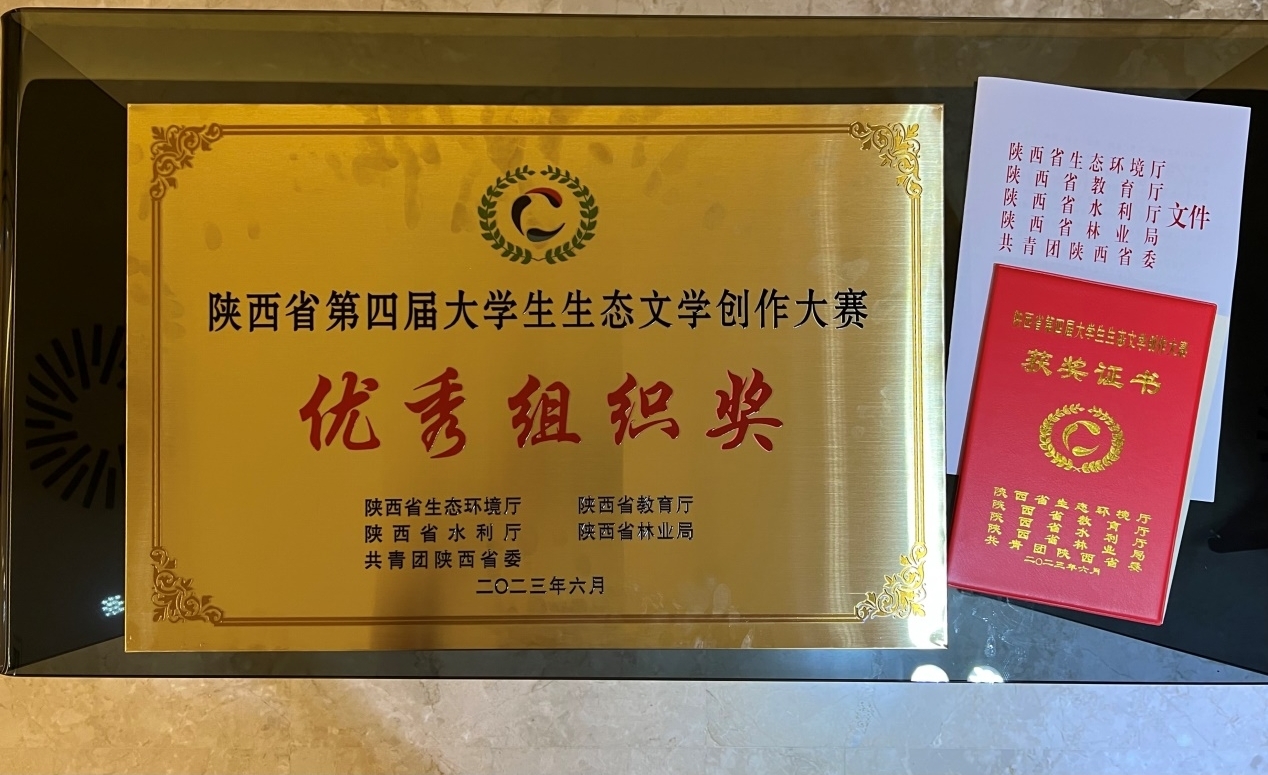 陕西省第四届大学生生态文学创作大赛
优秀组织奖
陕西省生态环境厅 陕西省教育厅
陕西省水利厅 陕西省林业局
共青团陕西省委
二〇二三年六月
陕西省生态环境厅
陕西省教育厅
陕西省水利厅
陕西省林业局
共青团陕西省委
文件
陕西省第四届大学生生态文学创作大赛
获奖证书
陕西省生态环境厅
陕西省教育厅
陕西省水利厅
陕西省林业局
共青团陕西省委
二〇二三年六月